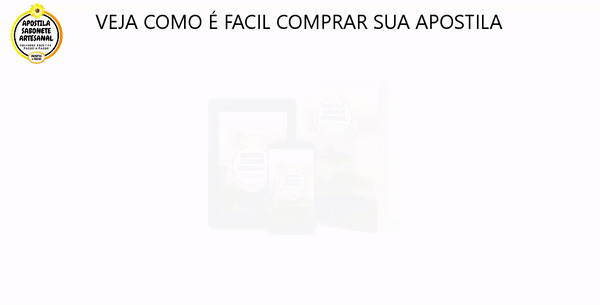 VEJA COMO É FACIL COMPRAR SUA APOSTILA
APOSTILA
SABONETE
ARTESANAL